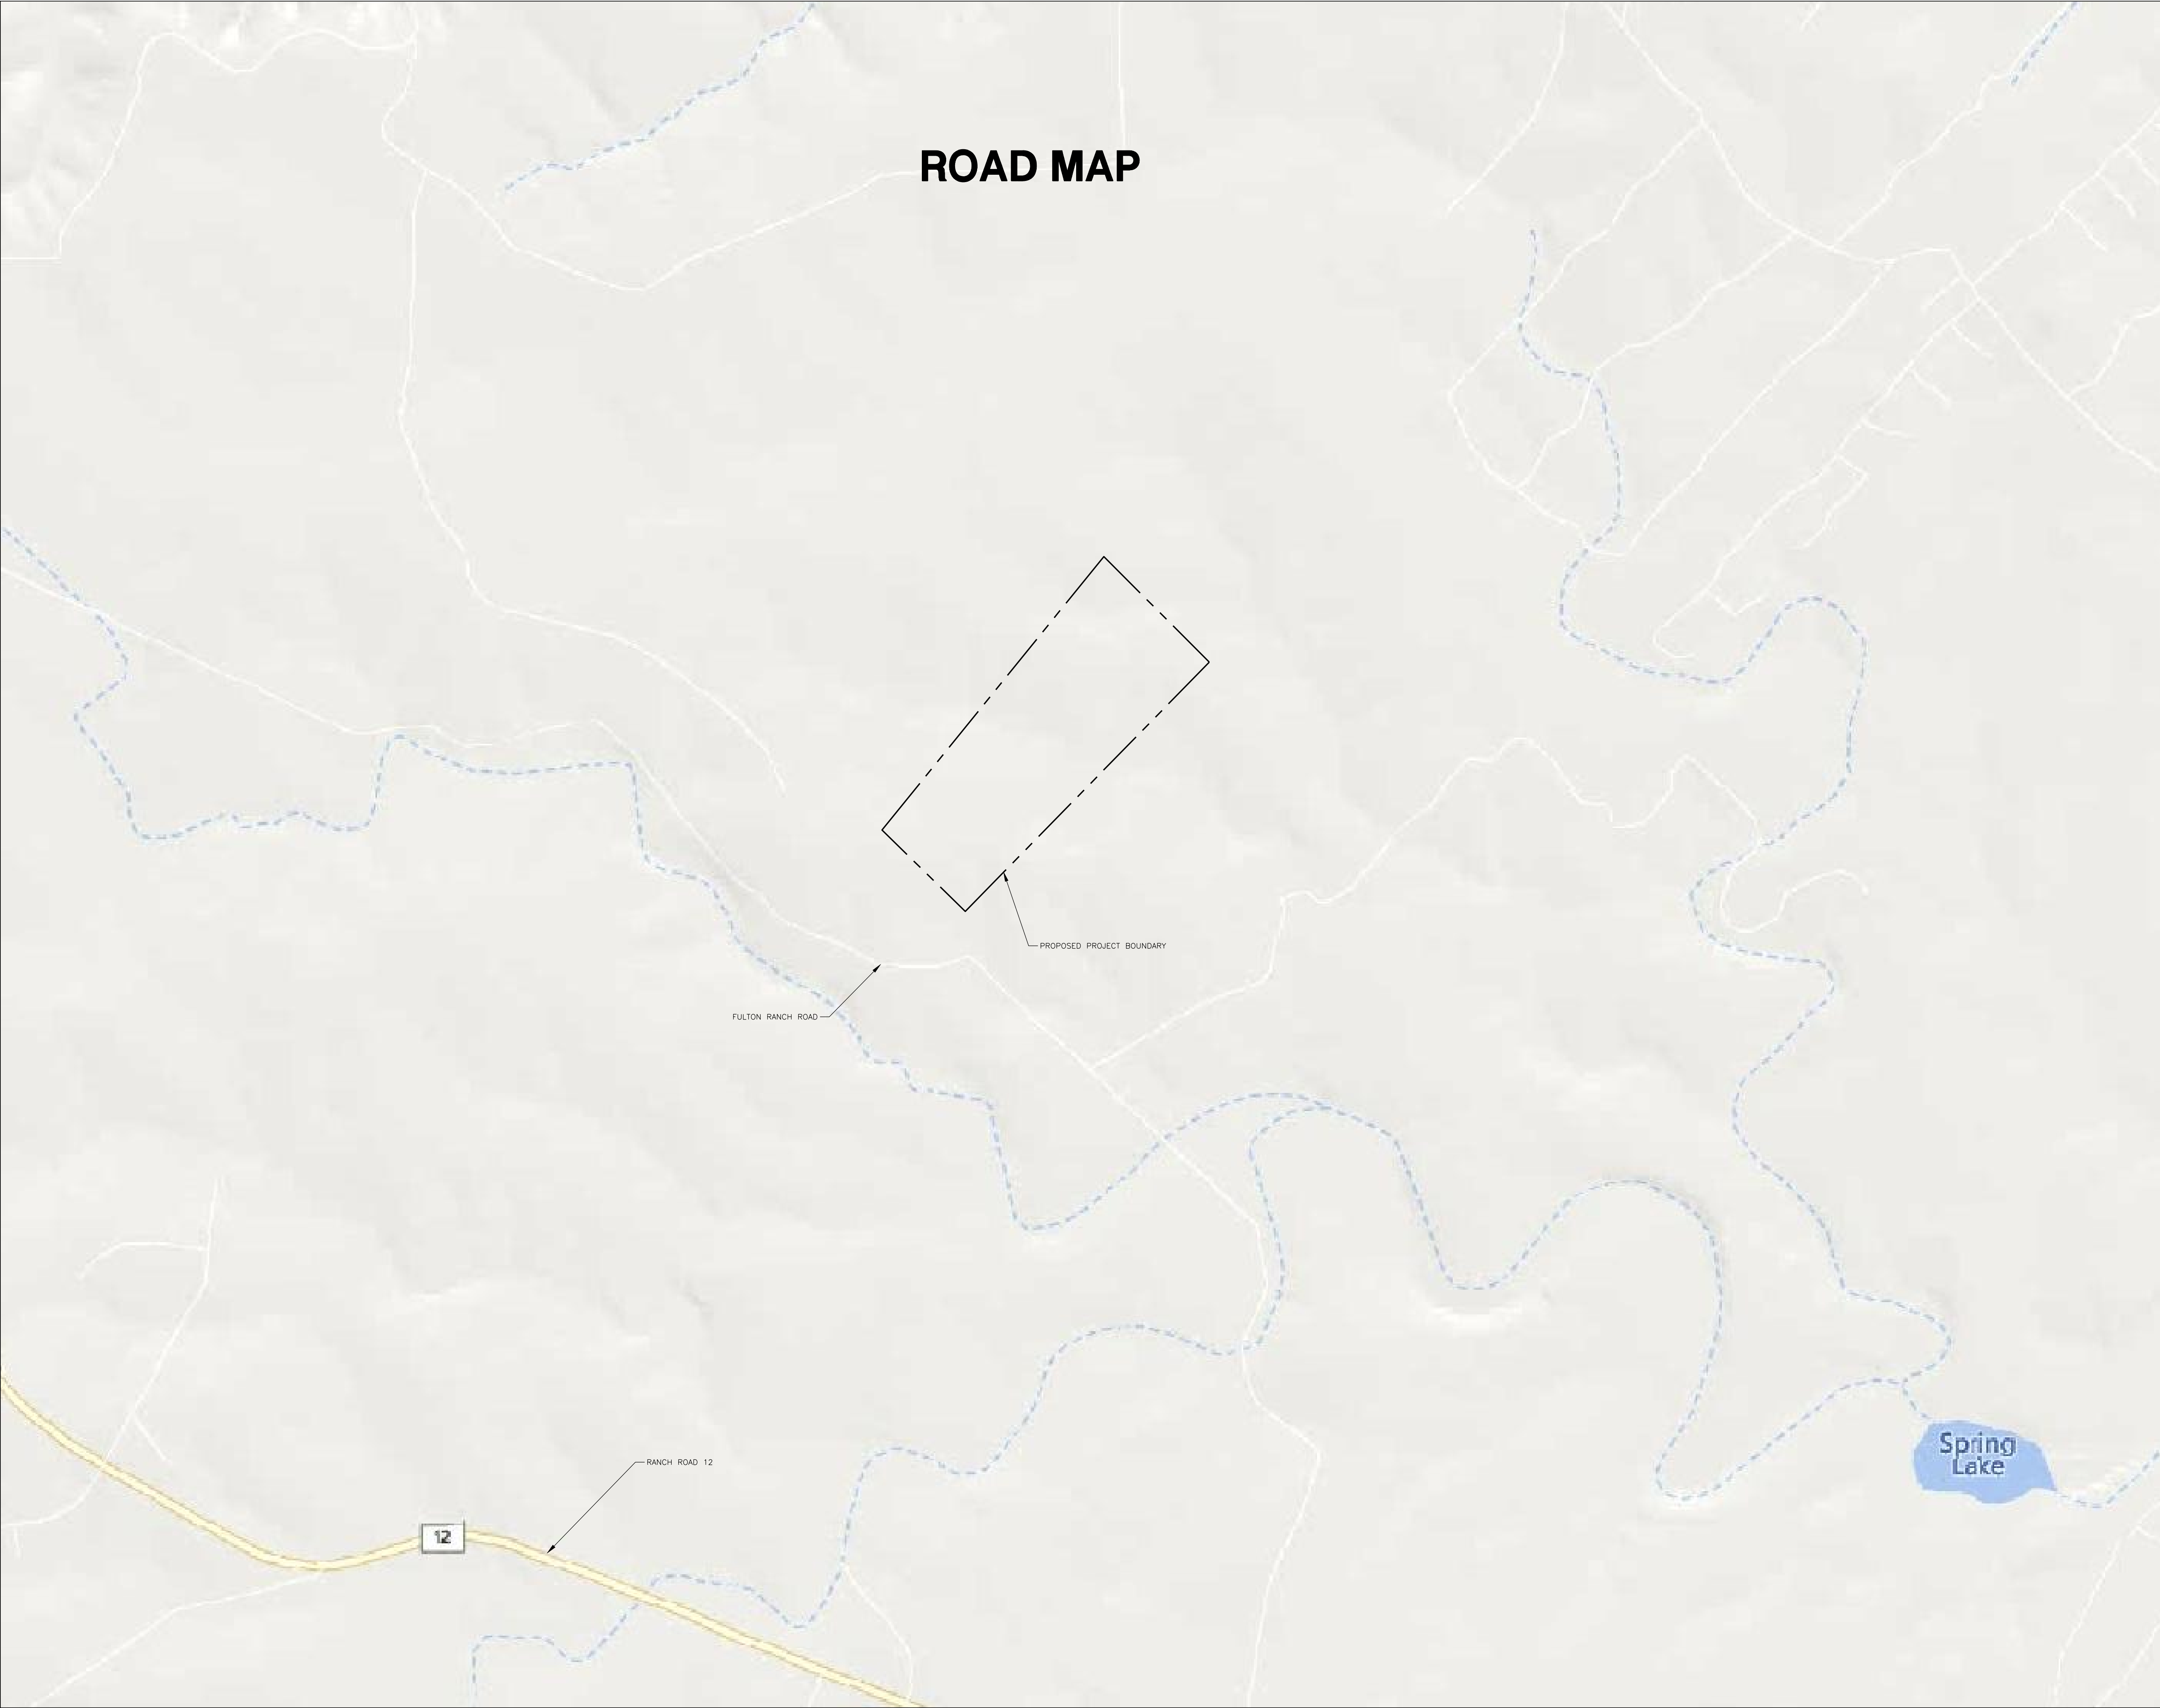 ROAD MAP
PROPOSED PROJECT BOUNDARY
FULTON RANCH ROAD
RANCH ROAD 12
Spring
Lake
12